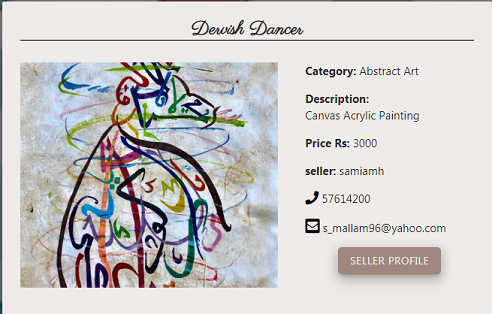 Dervish Dancer
Category: Abstract Art
Description:
Canvas Acrylic Painting
Price Rs: 3000
seller: samiamh
57614200
s_mallam96@yahoo.com
SELLER PROFILE